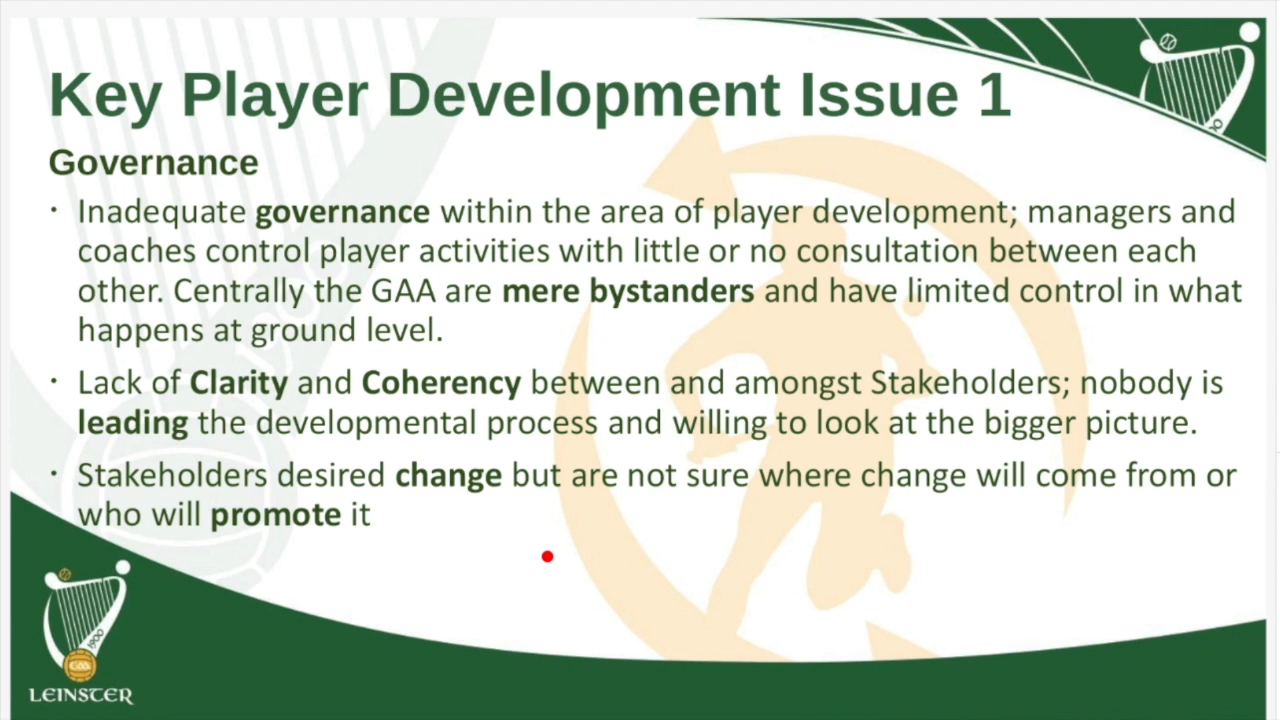 Key Player Development Issue 1
Governance
· Inadequate governance within the area of player development; managers and
coaches control player activities with little or no consultation between each
other. Centrally the GAA are mere bystanders and have limited control in what
happens at ground level.
· Lack of Clarity and Coherency between and amongst Stakeholders; nobody is
leading the developmental process and willing to look at the bigger picture.
· Stakeholders desired change but are not sure where change will come from or
who will promote it
1900
GAA
LEINSTER